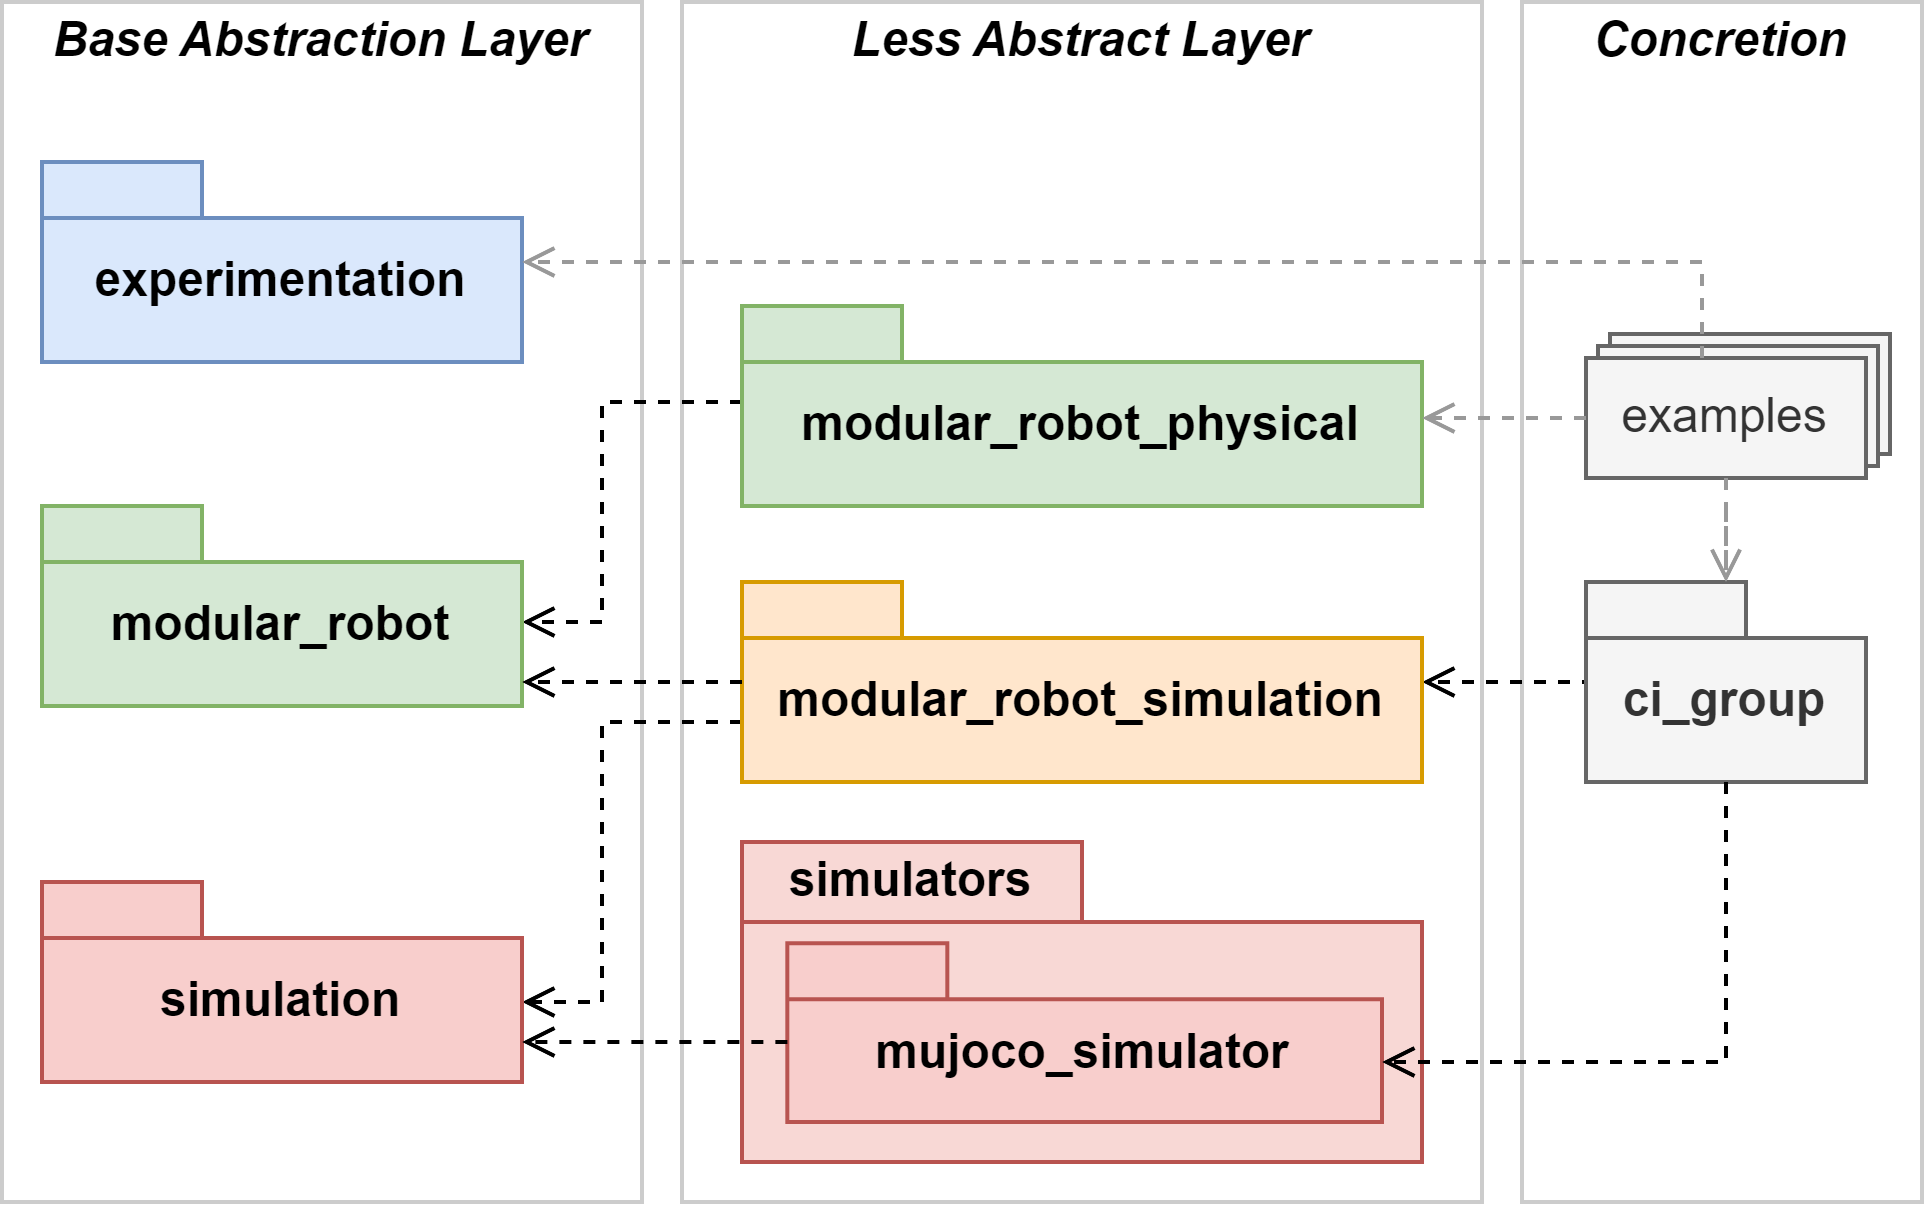 Base Abstraction Layer
Less Abstract Layer
Concretion
experimentation
modular_robot_physical
examples
modular_robot
modular_robot_simulation
ci_group
simulators
simulation
mujoco_simulator